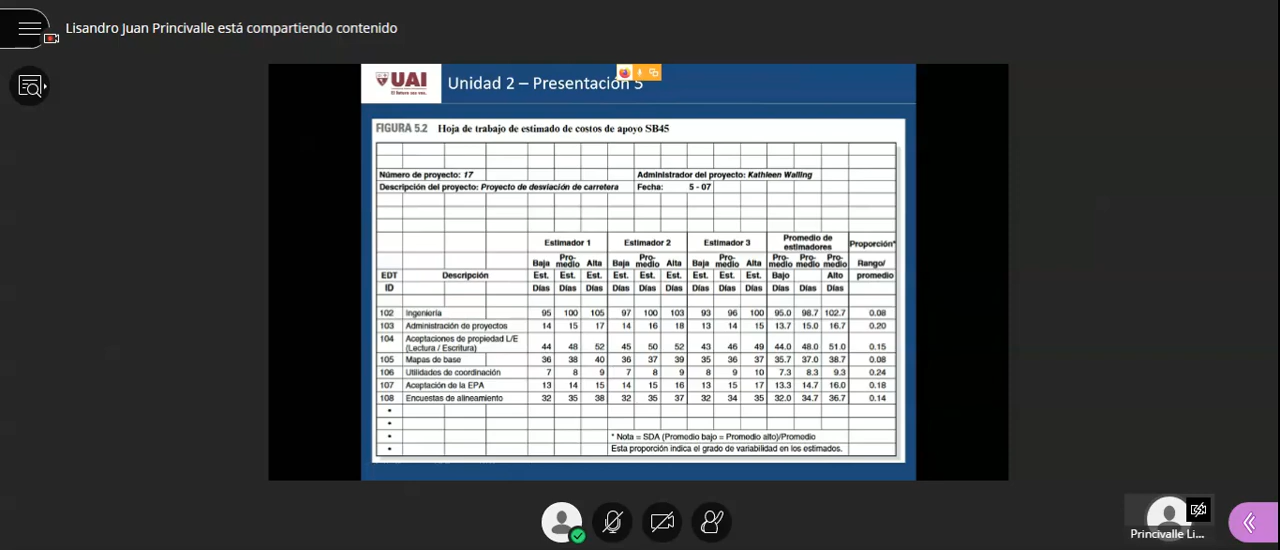 Lisandro Juan Princivalle está compartiendo contenido
UAI
Unidad 2 – Presentación 5
FIGURA 5.2 Hoja de trabajo de estimado de costos de apoyo SB45
Número de proyecto: 17 Administrador del proyecto: Kathleen Walling
Descripción del proyecto: Proyecto de desviación de carretera Fecha: 5 - 07
Estimador 1 Estimador 2 Estimador 3 Promedio de estimadores Proporción*
Baja Pro-medio Alta Baja Pro-medio Alta Baja Pro-medio Alta Pro-medio Pro-medio Pro-medio Rango/
EDT Descripción Est. Est. Est. Est. Est. Est. Est. Est. Est. Bajo Alto promedio
ID Días Días Días Días Días Días Días Días Días Días Días Días
102 Ingeniería 95 100 105 97 100 103 93 96 100 95.0 98.7 102.7 0.08
103 Administración de proyectos 14 15 17 14 16 18 13 14 15 13.7 15.0 16.7 0.20
104 Aceptaciones de propiedad L/E (Lectura / Escritura) 44 48 52 45 50 52 43 46 49 44.0 48.0 51.0 0.15
105 Mapas de base 36 38 40 36 37 39 35 36 37 35.7 37.0 38.7 0.08
106 Utilidades de coordinación 7 8 9 7 8 9 8 9 10 7.3 8.3 9.3 0.24
107 Aceptación de la EPA 13 14 15 14 15 16 13 15 17 13.3 14.7 16.0 0.18
108 Encuestas de alineamiento 32 35 38 32 35 37 32 34 35 32.0 34.7 36.7 0.14
* Nota = SDA (Promedio bajo = Promedio alto)/Promedio
Esta proporción indica el grado de variabilidad en los estimados.
Princivalle Li...